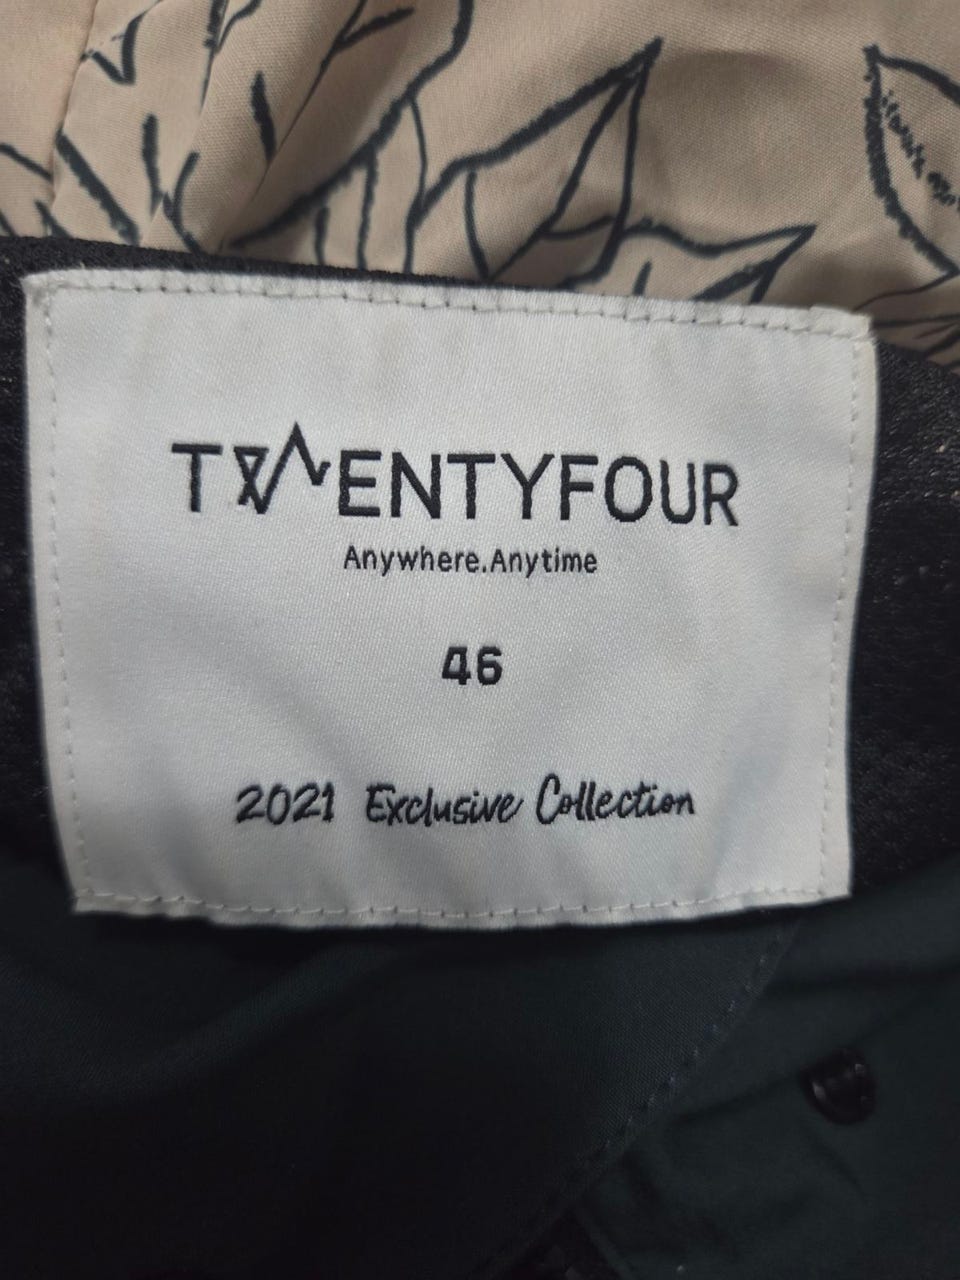 TWENTYFOUR
Anywhere.Anytime
46
2021 Exclusive Collection